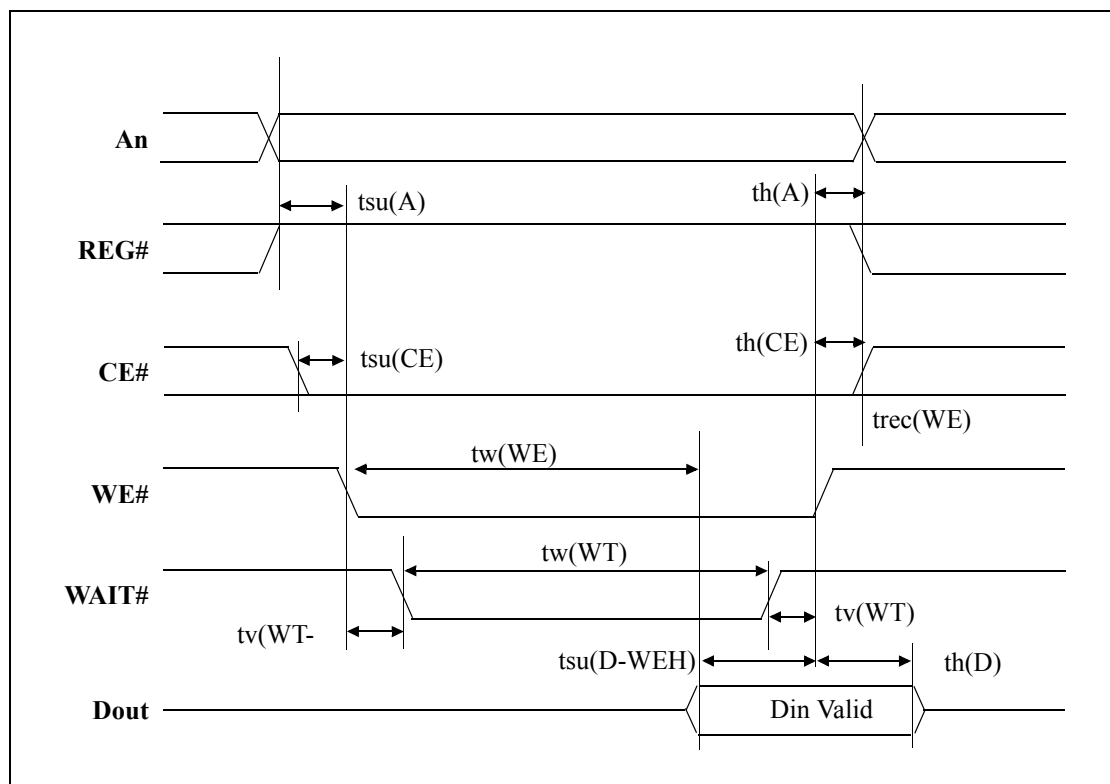 An
tsu(A)
th(A)
REG#
tsu(CE)
th(CE)
CE#
trec(WE)
tw(WE)
WE#
tw(WT)
WAIT#
tv(WT-
tv(WT)
tsu(D-WEH)
th(D)
Dout
Din Valid